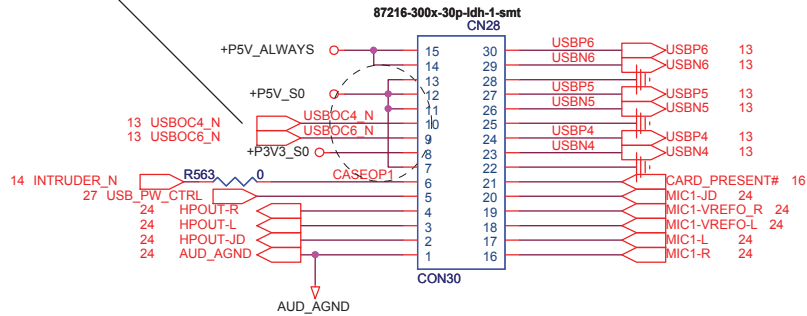 87216-300x-30p-ldh-1-smt
CN28
+P5V_ALWAYS 15 30 USBP6 USBP6 13
14 29 USBN6 USBN6 13
13 28
+P5V_S0 12 27 USBP5 USBP5 13
11 26 USBN5 USBN5 13
13 USBOC4_N USBOC4_N 10 25
13 USBOC6_N USBOC6_N 9 24 USBP4 USBP4 13
+P3V3_S0 8 23 USBN4 USBN4 13
7 22
14 INTRUDER_N R563 0 CASEOP1 6 21 CARD_PRESENT# 16
27 USB_PW_CTRL 5 20 MIC1-JD 24
24 HPOUT-R 4 19 MIC1-VREFO_R 24
24 HPOUT-L 3 18 MIC1-VREFO-L 24
24 HPOUT-JD 2 17 MIC1-L 24
24 AUD_AGND 1 16 MIC1-R 24
CON30
AUD_AGND